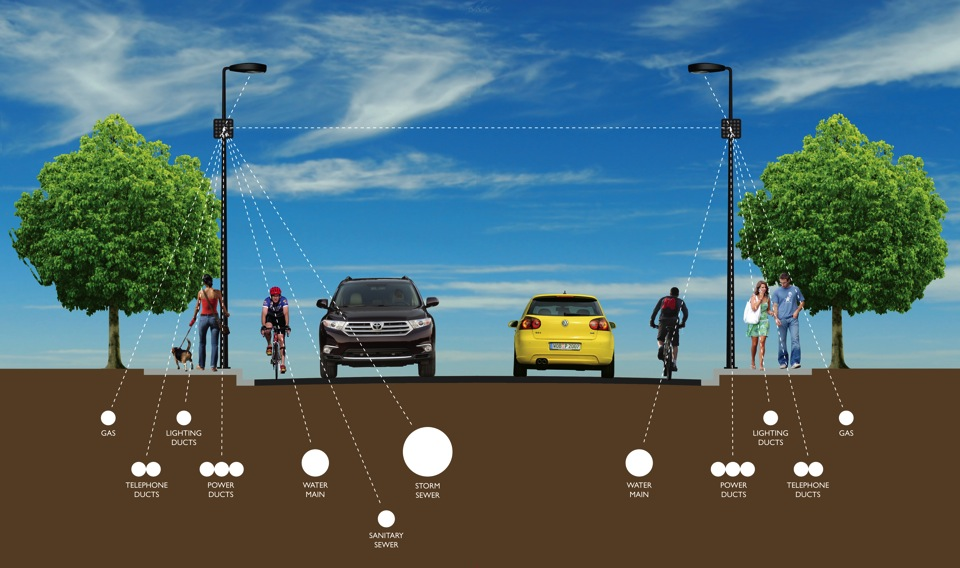 GAS
LIGHTING
DUCTS
TELEPHONE
DUCTS
POWER
DUCTS
WATER
MAIN
STORM
SEWER
SANITARY
SEWER
WATER
MAIN
POWER
DUCTS
LIGHTING
DUCTS
TELEPHONE
DUCTS
GAS